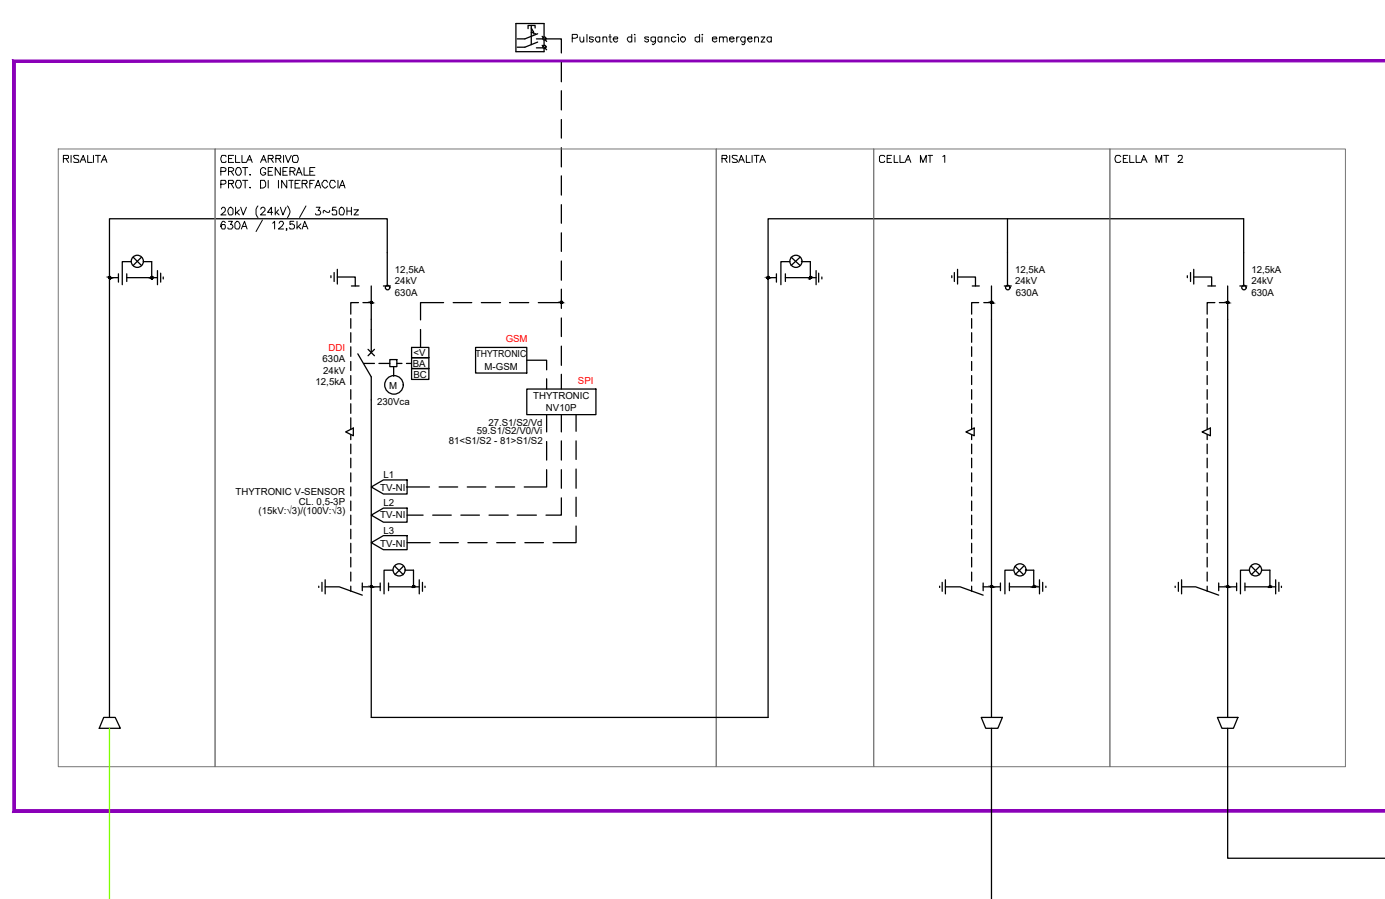 Pulsante di sgancio di emergenza
RISALITA
CELLA ARRIVO
PROT. GENERALE
PROT. DI INTERFACCIA
20kV (24kV) / 3~50Hz
630A / 12,5kA
RISALITA
CELLA MT 1
CELLA MT 2
12,5kA
24kV
630A
12,5kA
24kV
630A
12,5kA
24kV
630A
DDI
630A
24kV
12,5kA
<V
BA
BC
M
230Vca
GSM
THYTRONIC
M-GSM
SPI
THYTRONIC
NV10P
27.S1/S2/Vd
59.S1/S2/V0/Vi
81<S1/S2 - 81>S1/S2
L1
TV-NI
L2
TV-NI
L3
TV-NI
THYTRONIC V-SENSOR
CL. 0,5-3P
(15kV:√3)/(100V:√3)